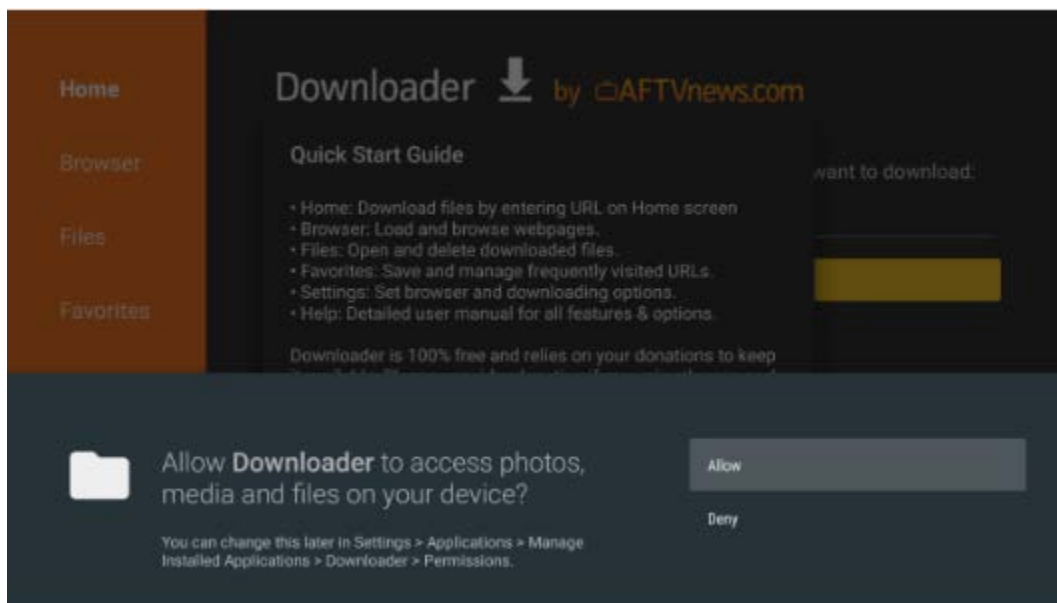 Home
Browser
Files
Favorites
Downloader by AFTVnews.com
want to download:
Quick Start Guide
• Home: Download files by entering URL on Home screen
• Browser: Load and browse webpages.
• Files: Open and delete downloaded files.
• Favorites: Save and manage frequently visited URLs.
• Settings: Set browser and downloading options.
• Help: Detailed user manual for all features & options.
Downloader is 100% free and relies on your donations to keep
Allow Downloader to access photos,
media and files on your device?
You can change this later in Settings > Applications > Manage
Installed Applications > Downloader > Permissions.
Allow
Deny